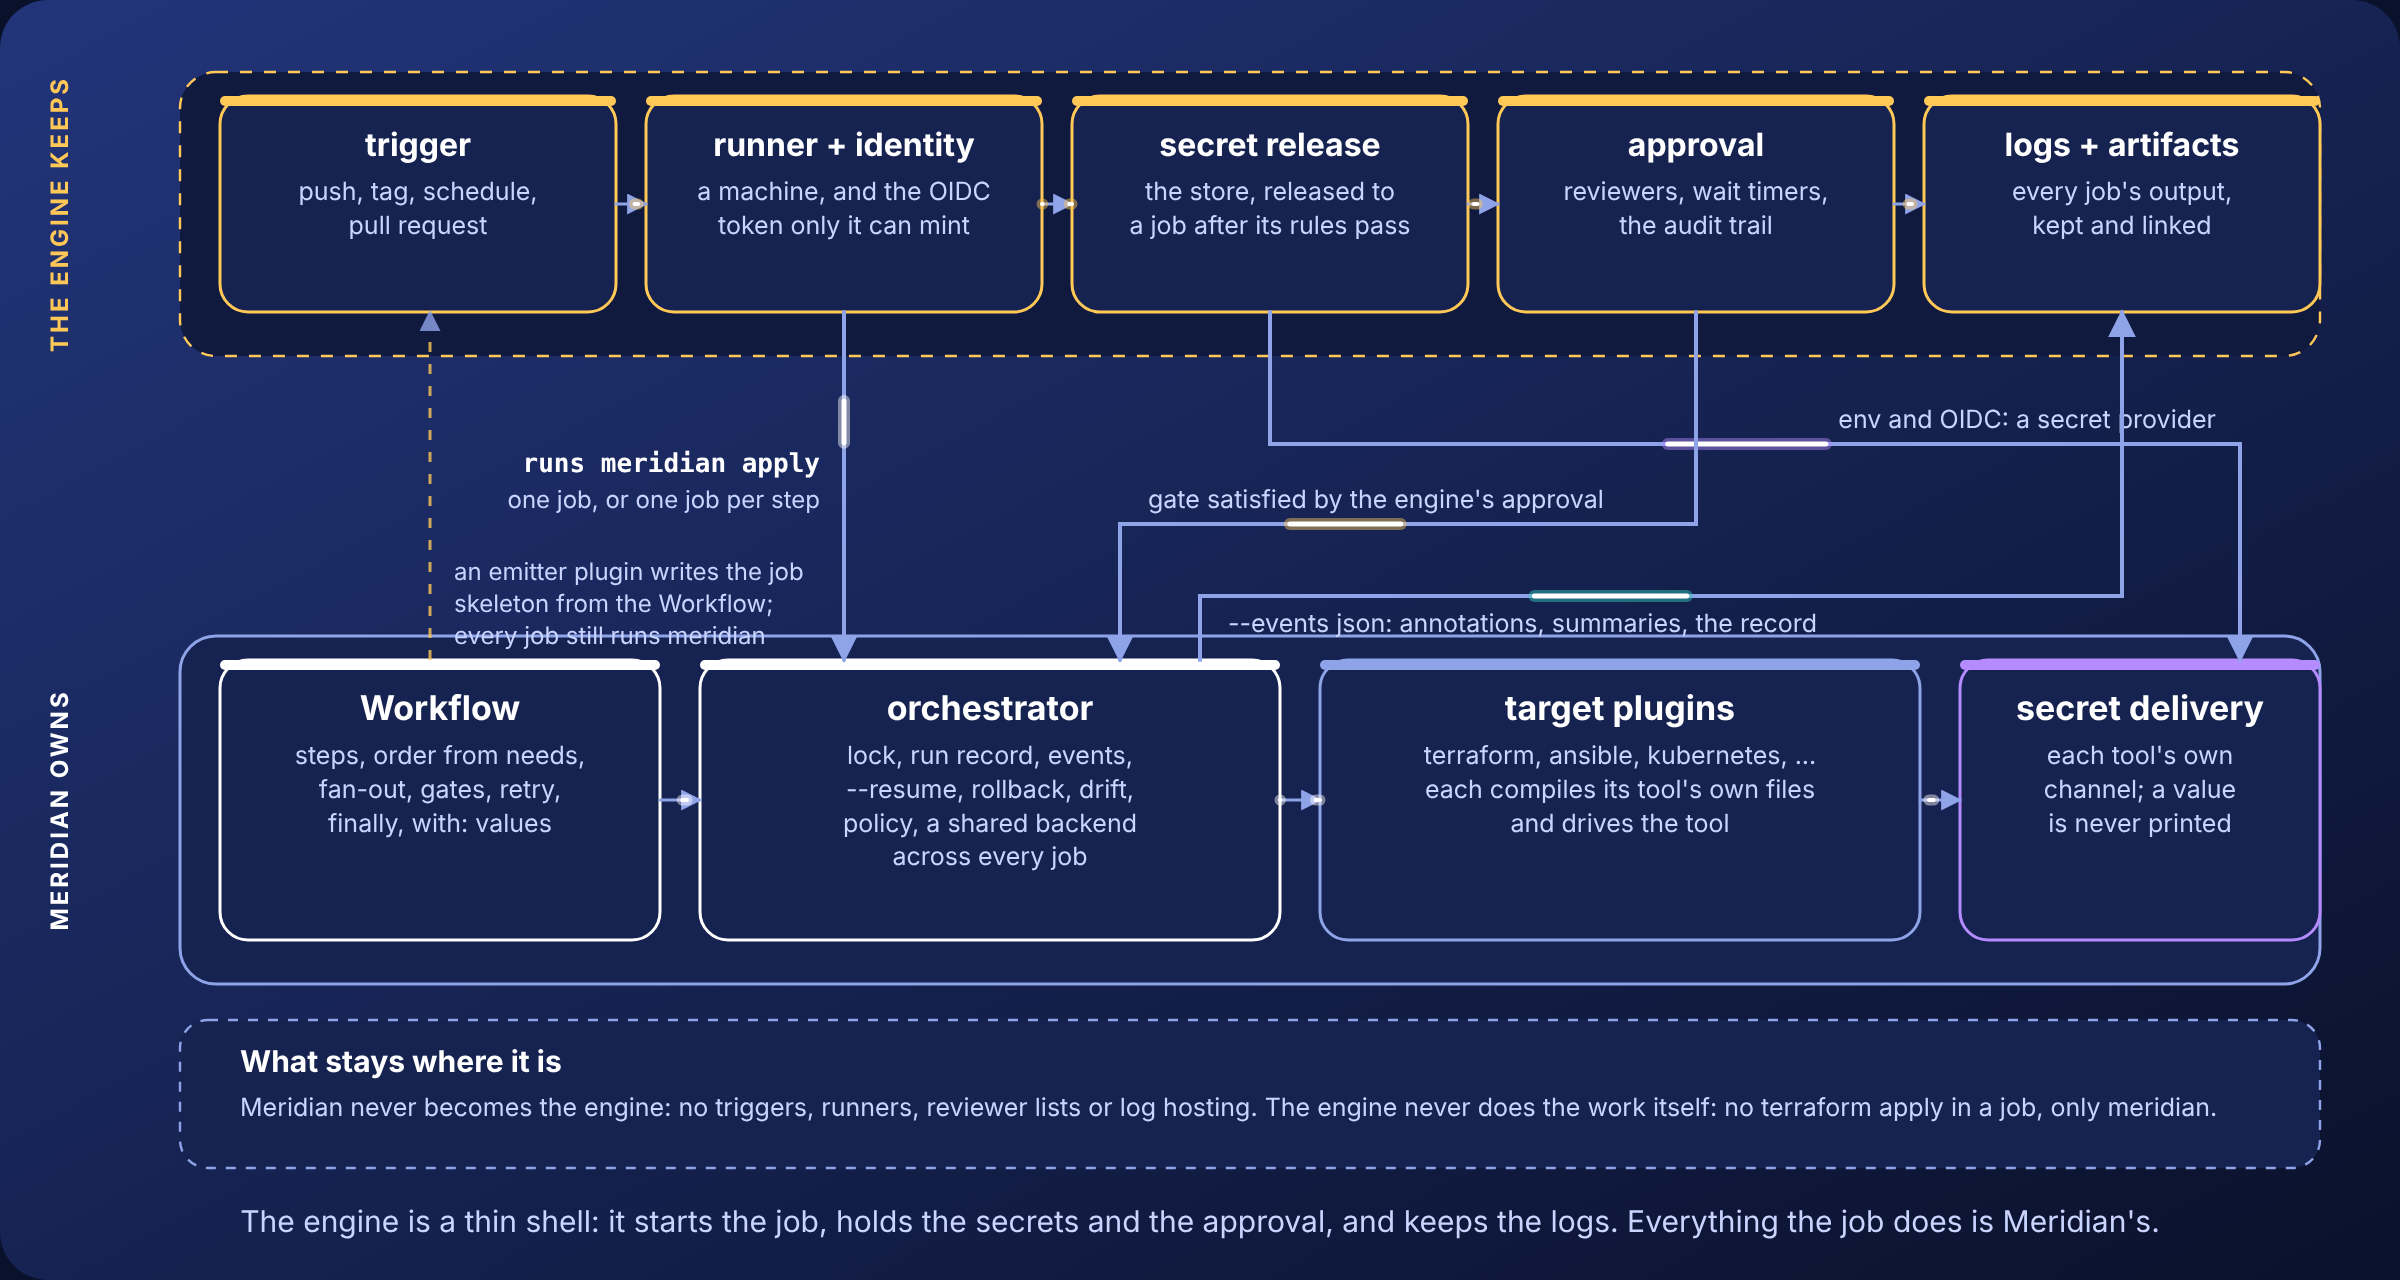 THE ENGINE KEEPS
trigger
push, tag, schedule,
pull request
runner + identity
a machine, and the OIDC
token only it can mint
secret release
the store, released to
a job after its rules pass
approval
reviewers, wait timers,
the audit trail
logs + artifacts
every job's output,
kept and linked
env and OIDC: a secret provider
runs meridian apply
one job, or one job per step
gate satisfied by the engine's approval
an emitter plugin writes the job
skeleton from the Workflow;
every job still runs meridian
--events json: annotations, summaries, the record
MERIDIAN OWNS
Workflow
steps, order from needs,
fan-out, gates, retry,
finally, with: values
orchestrator
lock, run record, events,
--resume, rollback, drift,
policy, a shared backend
across every job
target plugins
terraform, ansible, kubernetes, ...
each compiles its tool's own files
and drives the tool
secret delivery
each tool's own
channel; a value
is never printed
What stays where it is
Meridian never becomes the engine: no triggers, runners, reviewer lists or log hosting. The engine never does the work itself: no terraform apply in a job, only meridian.
The engine is a thin shell: it starts the job, holds the secrets and the approval, and keeps the logs. Everything the job does is Meridian's.